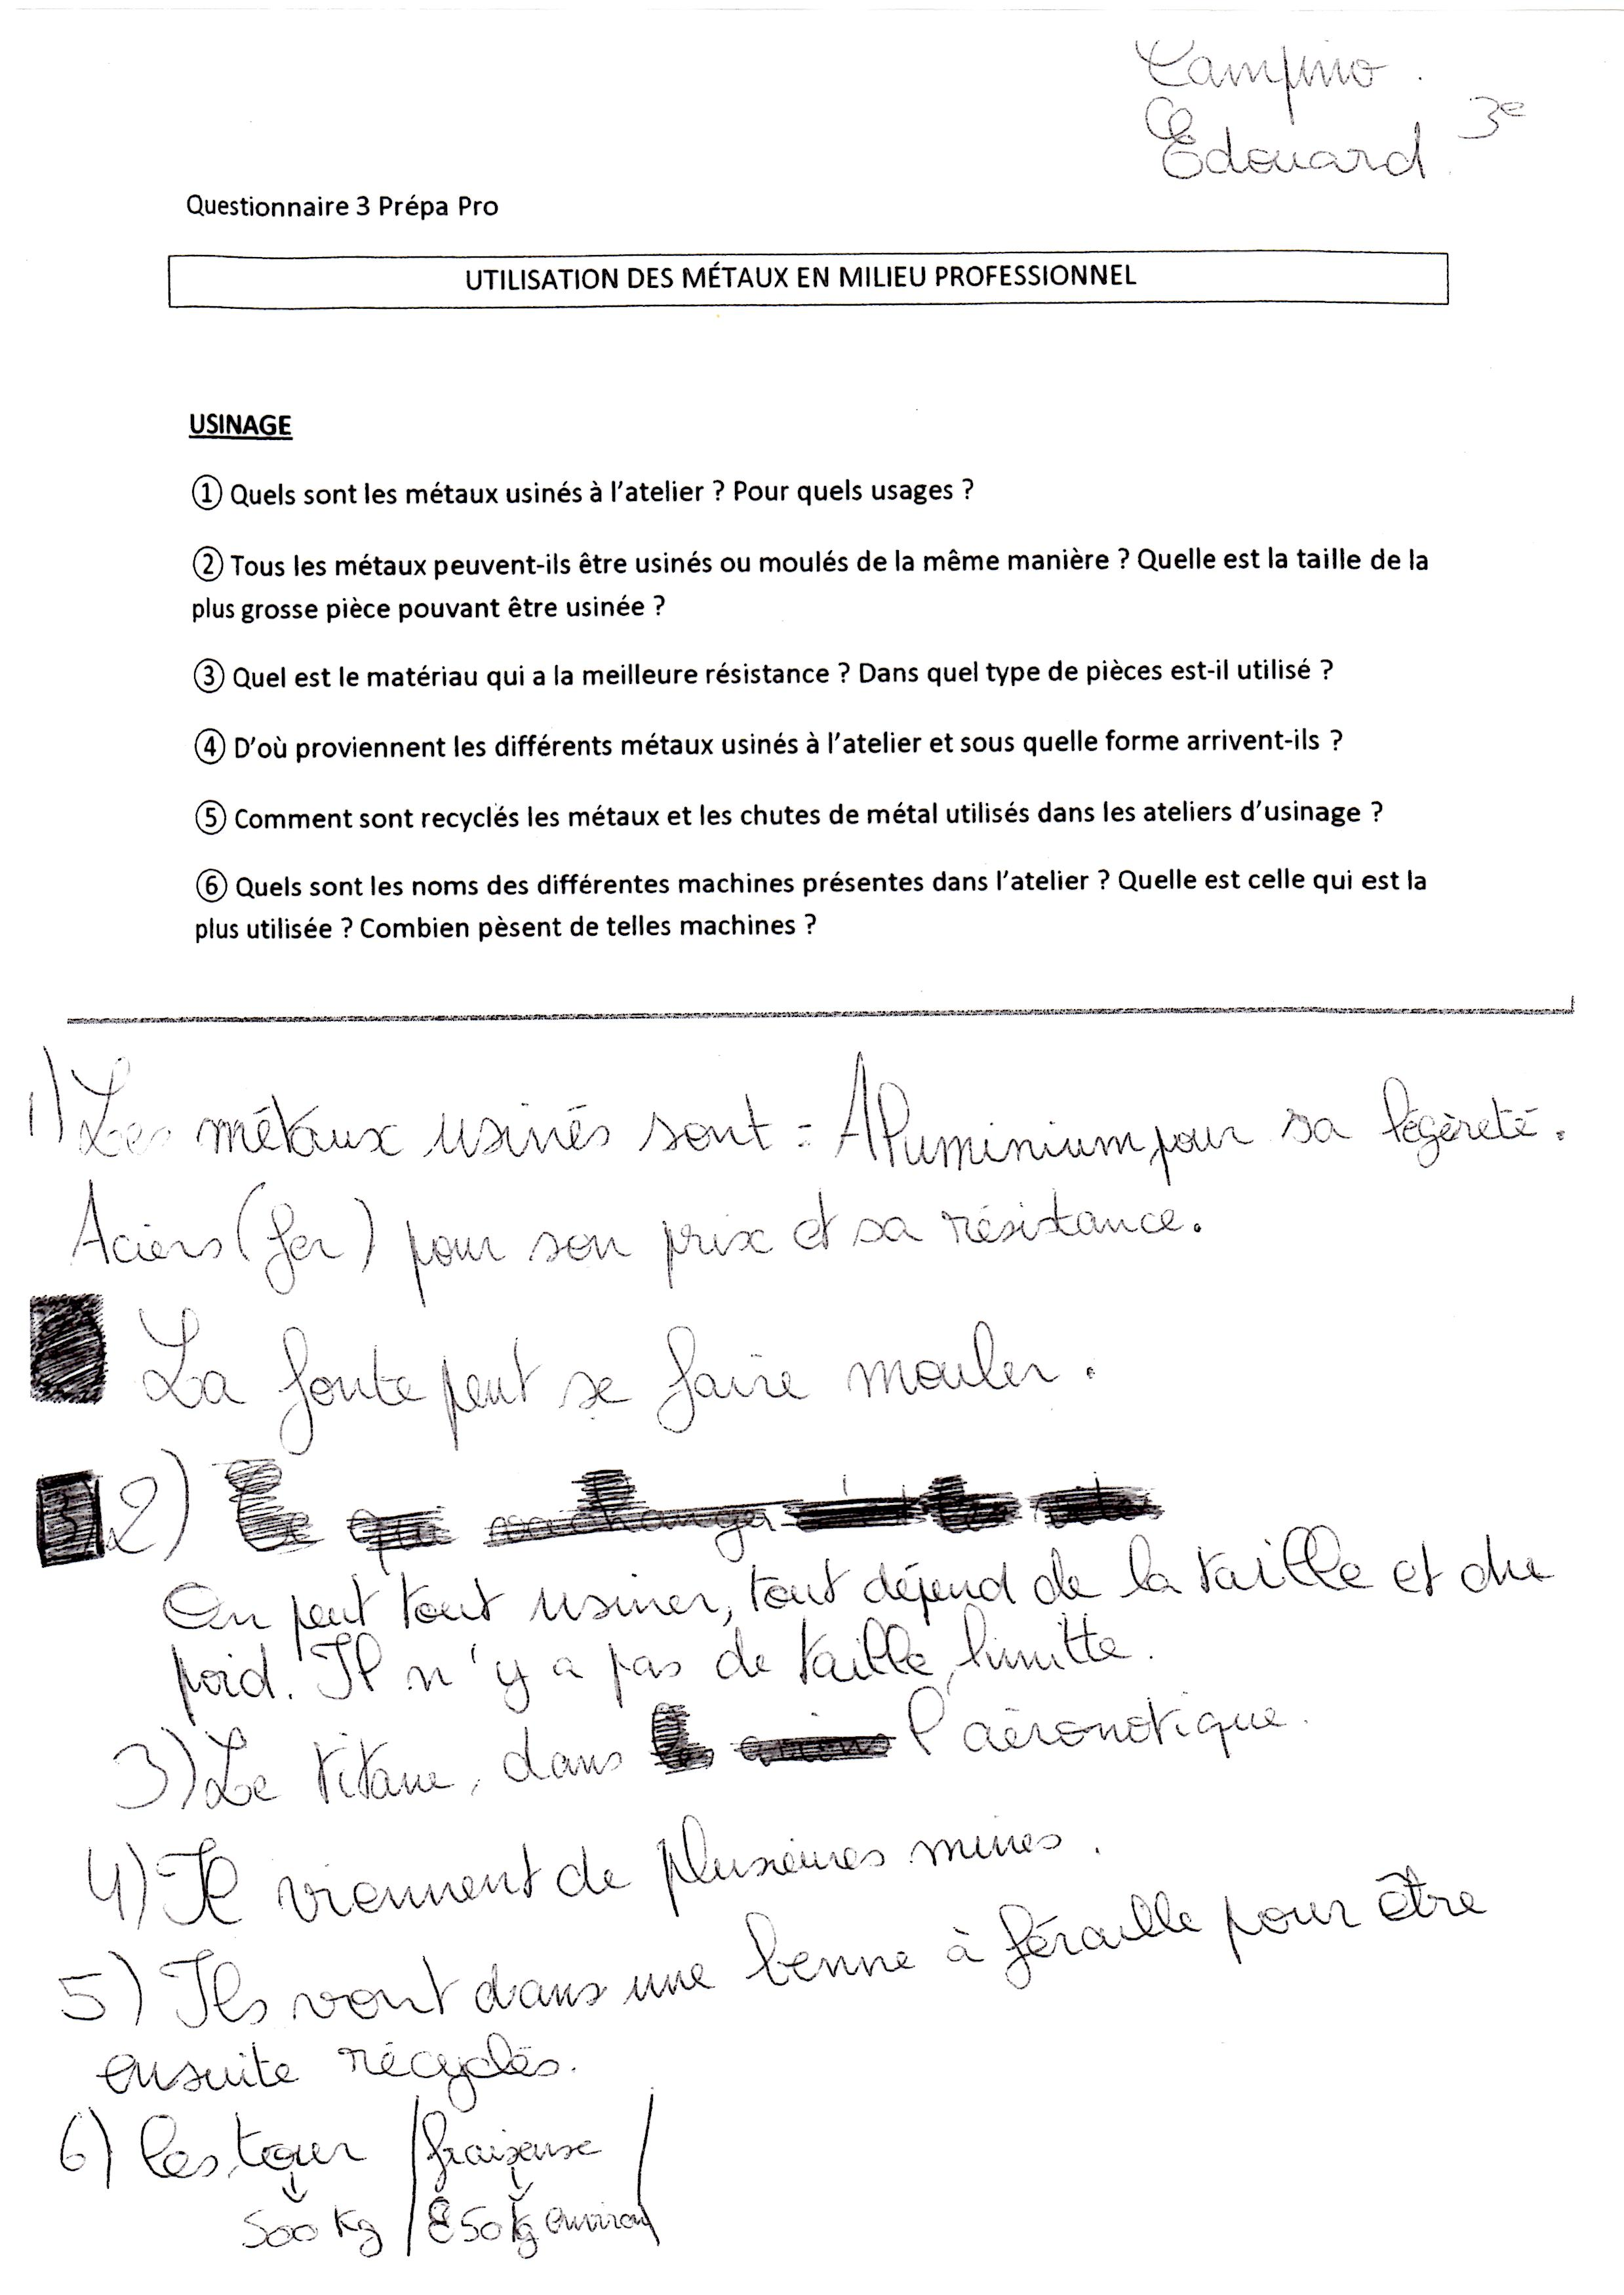 Campino
Edouard 3e
Questionnaire 3 Prépa Pro
UTILISATION DES MÉTAUX EN MILIEU PROFESSIONNEL
USINAGE
① Quels sont les métaux usinés à l'atelier ? Pour quels usages ?
② Tous les métaux peuvent-ils être usinés ou moulés de la même manière ? Quelle est la taille de la
plus grosse pièce pouvant être usinée ?
③ Quel est le matériau qui a la meilleure résistance ? Dans quel type de pièces est-il utilisé ?
④ D'où proviennent les différents métaux usinés à l'atelier et sous quelle forme arrivent-ils ?
⑤ Comment sont recyclés les métaux et les chutes de métal utilisés dans les ateliers d'usinage ?
⑥ Quels sont les noms des différentes machines présentes dans l'atelier ? Quelle est celle qui est la
plus utilisée ? Combien pèsent de telles machines ?
1) Les métaux usinés sont : Aluminium pour sa légèreté.
Aciers (fer) pour son prix et sa résistance.
La fonte peut se faire mouler.
2)
On peut tout usiner, tout dépend de la taille et du
poid. Il n'y a pas de taille limitte.
3) Le titane, dans l'aéronotique.
4) Il viennent de plusieures mines.
5) Ils vont dans une benne à féraille pour être
ensuite récyclés.
6) les tour / fraiseuse /
500 kg / 850 kg environ